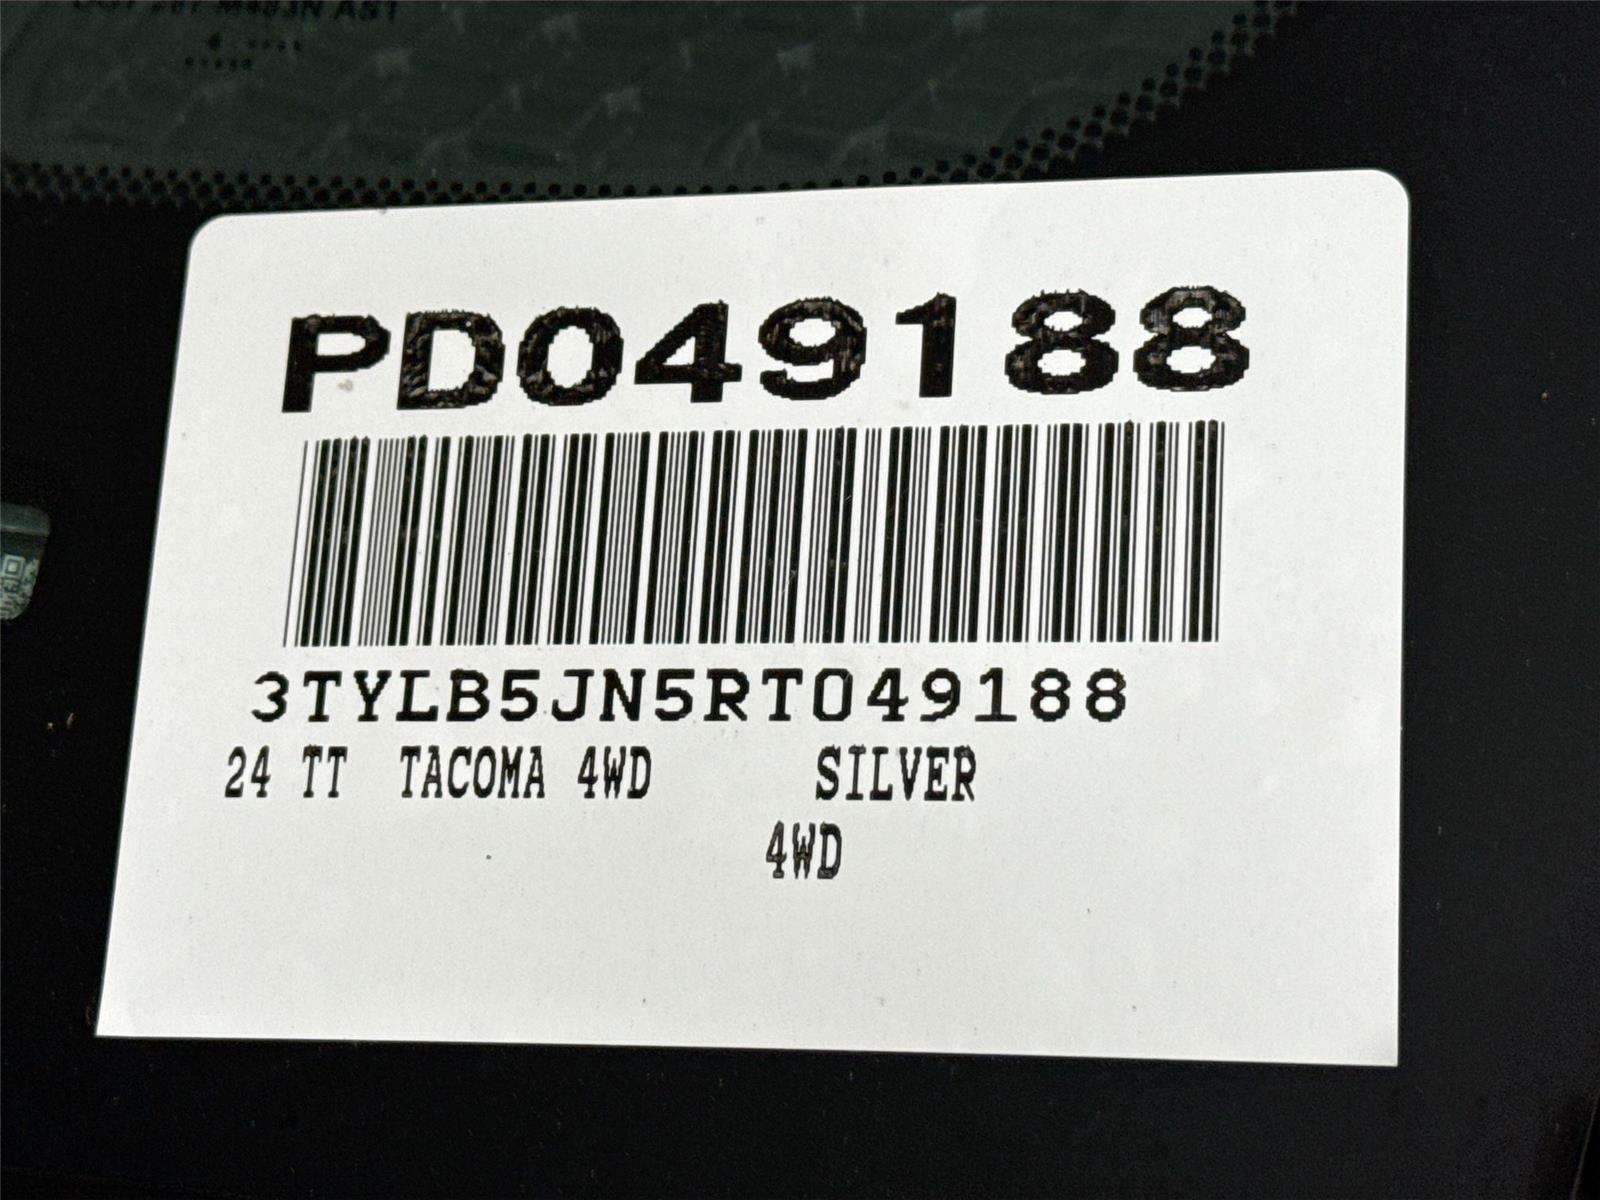 PD049188
3TYLB5JN5RT049188
24 TT TACOMA 4WD SILVER
4WD